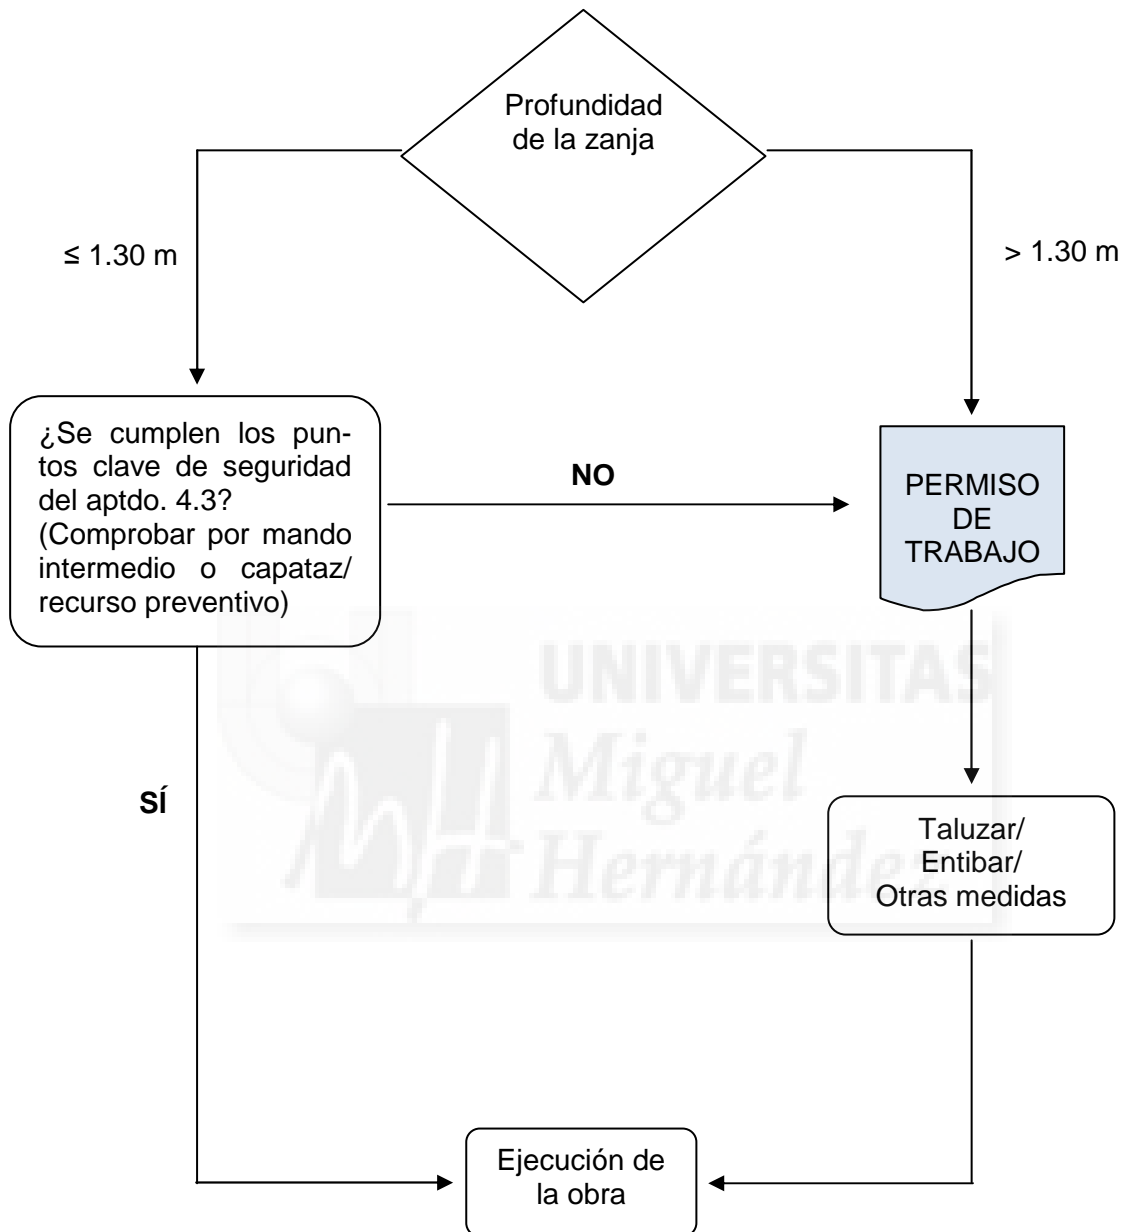 Profundidad
de la zanja
≤ 1.30 m
> 1.30 m
¿Se cumplen los pun-
tos clave de seguridad
del aptdo. 4.3?
(Comprobar por mando
intermedio o capataz/
recurso preventivo)
NO
PERMISO
DE
TRABAJO
UNIVERSITAS
Miguel
Hernández
SÍ
Taluzar/
Entibar/
Otras medidas
Ejecución de
la obra